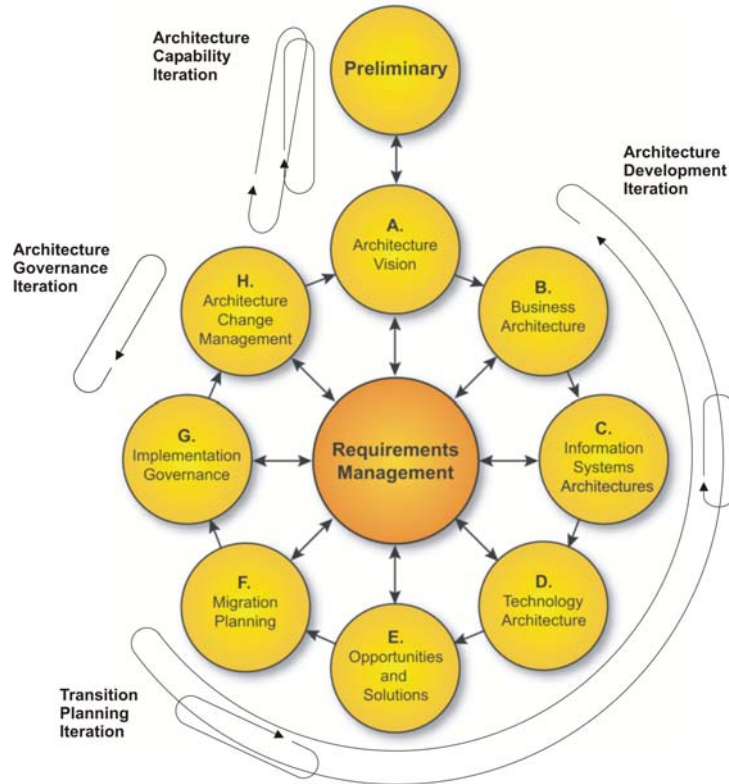 Architecture
Capability
Iteration
Preliminary
Architecture
Development
Iteration
A.
Architecture
Vision
Architecture
Governance
Iteration
H.
Architecture
Change
Management
B.
Business
Architecture
G.
Implementation
Governance
Requirements
Management
C.
Information
Systems
Architectures
F.
Migration
Planning
D.
Technology
Architecture
E.
Opportunities
and
Solutions
Transition
Planning
Iteration